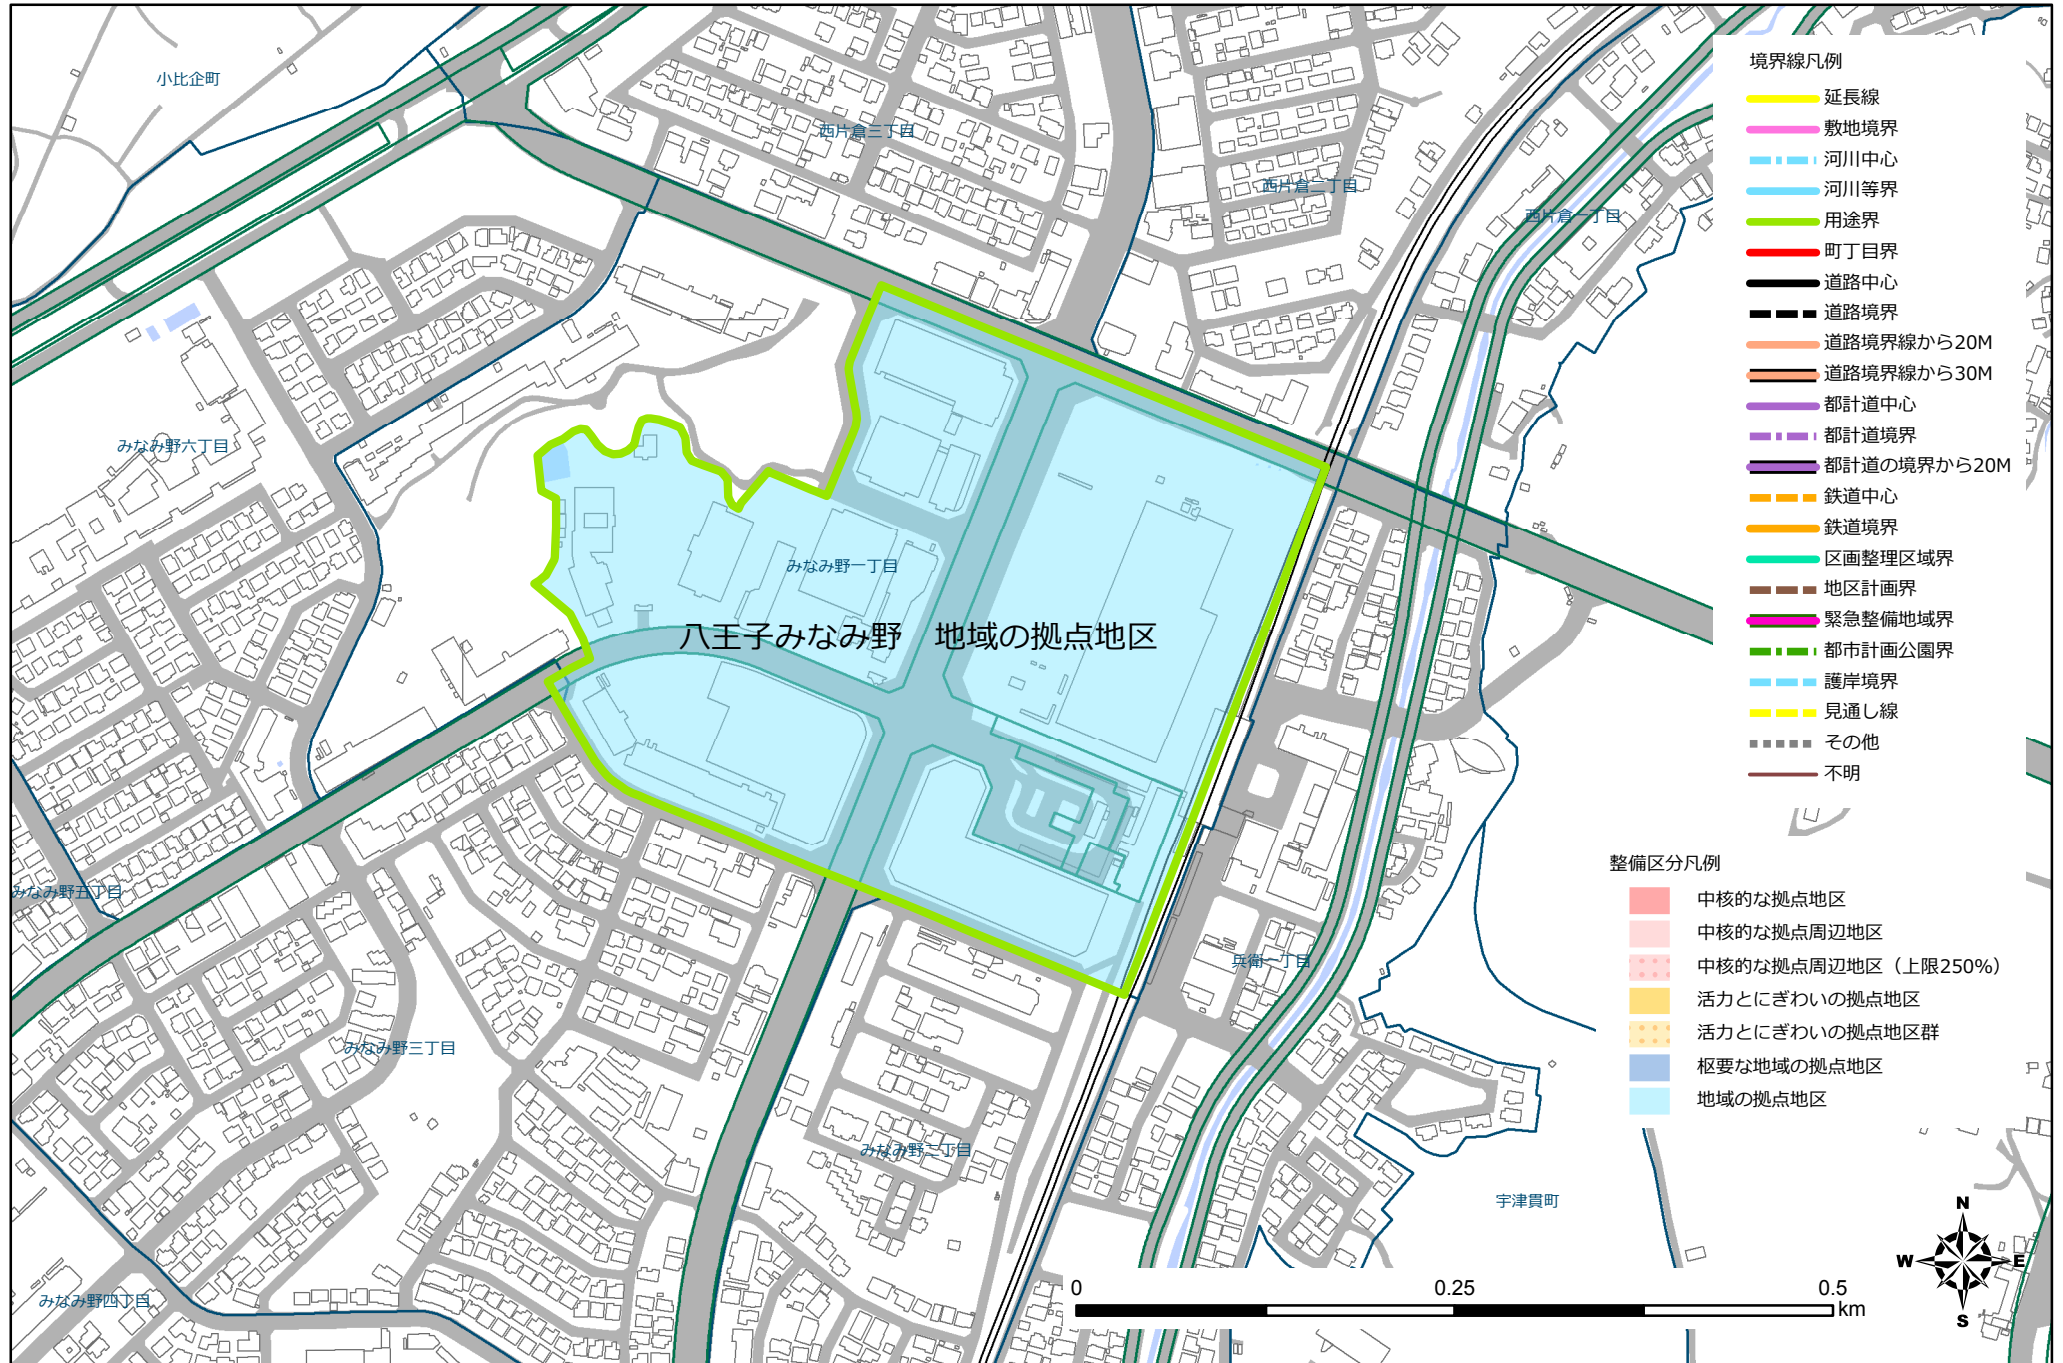 小比企町
西片倉三丁目
西片倉二丁目
西片倉一丁目
みなみ野六丁目
みなみ野一丁目
八王子みなみ野　地域の拠点地区
みなみ野五丁目
みなみ野三丁目
兵衛一丁目
みなみ野二丁目
宇津貫町
みなみ野四丁目
境界線凡例
延長線
敷地境界
河川中心
河川等界
用途界
町丁目界
道路中心
道路境界
道路境界線から20M
道路境界線から30M
都計道中心
都計道境界
都計道の境界から20M
鉄道中心
鉄道境界
区画整理区域界
地区計画界
緊急整備地域界
都市計画公園界
護岸境界
見通し線
その他
不明
整備区分凡例
中核的な拠点地区
中核的な拠点周辺地区
中核的な拠点周辺地区（上限250%）
活力とにぎわいの拠点地区
活力とにぎわいの拠点地区群
枢要な地域の拠点地区
地域の拠点地区
N
W E
S
0 0.25 0.5
km